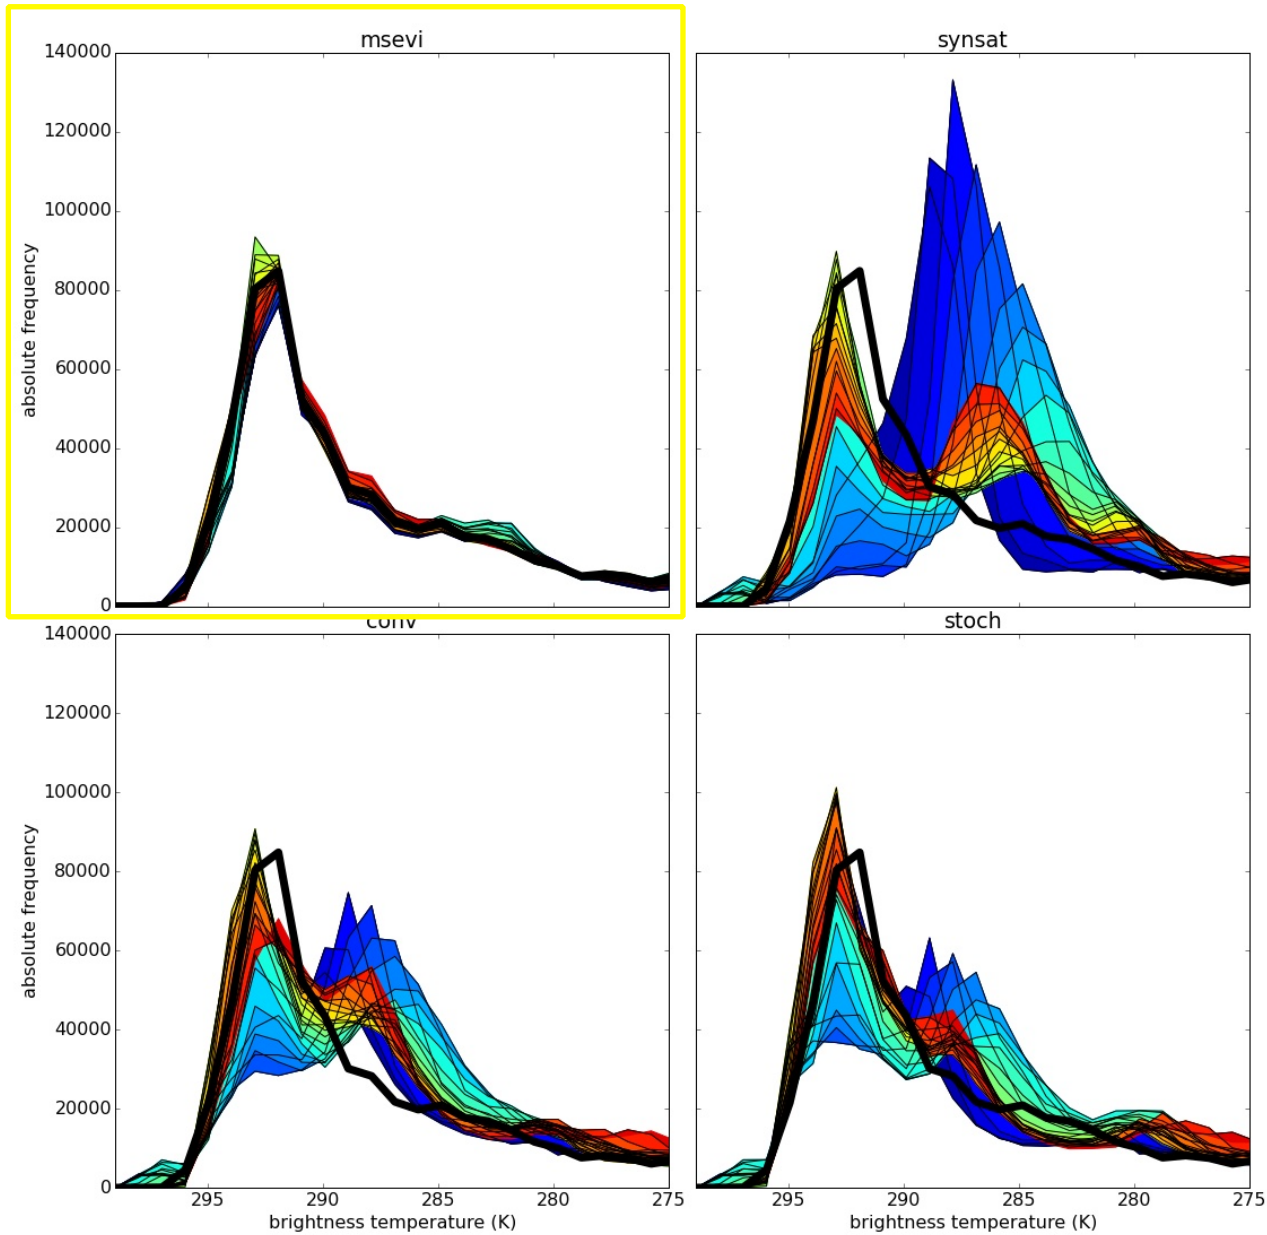 msevi
synsat
140000
120000
100000
80000
60000
40000
20000
0
absolute frequency
conv
stoch
140000
120000
100000
80000
60000
40000
20000
0
absolute frequency
295 290 285 280 275
295 290 285 280 275
brightness temperature (K)
brightness temperature (K)